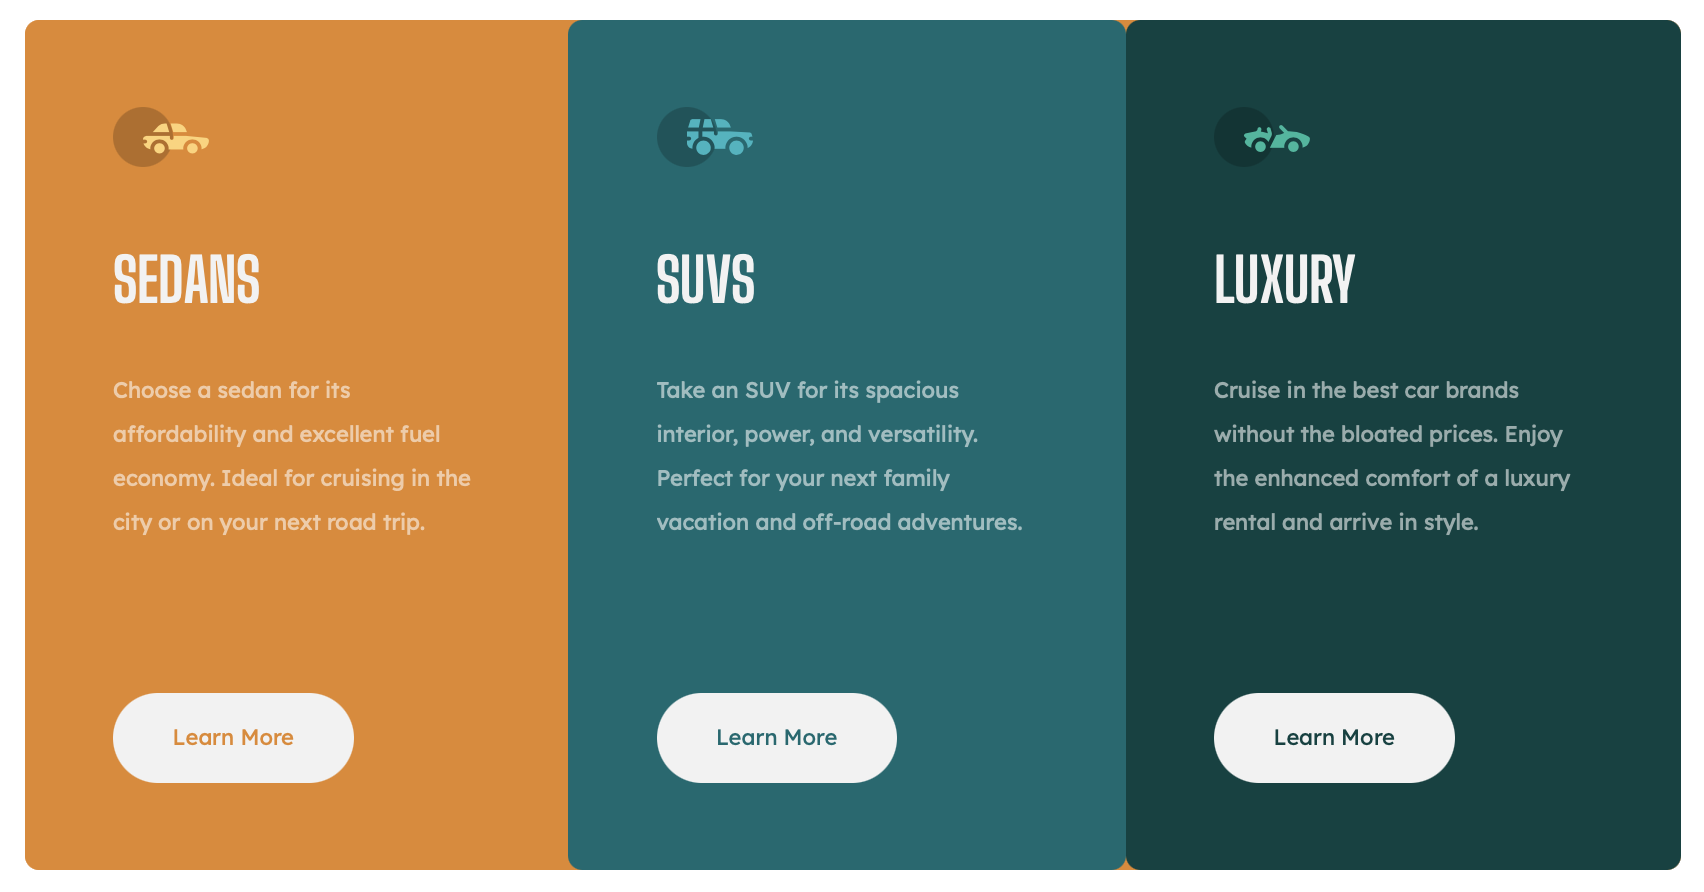 SEDANS
Choose a sedan for its
affordability and excellent fuel
economy. Ideal for cruising in the
city or on your next road trip.
Learn More
SUVS
Take an SUV for its spacious
interior, power, and versatility.
Perfect for your next family
vacation and off-road adventures.
Learn More
LUXURY
Cruise in the best car brands
without the bloated prices. Enjoy
the enhanced comfort of a luxury
rental and arrive in style.
Learn More